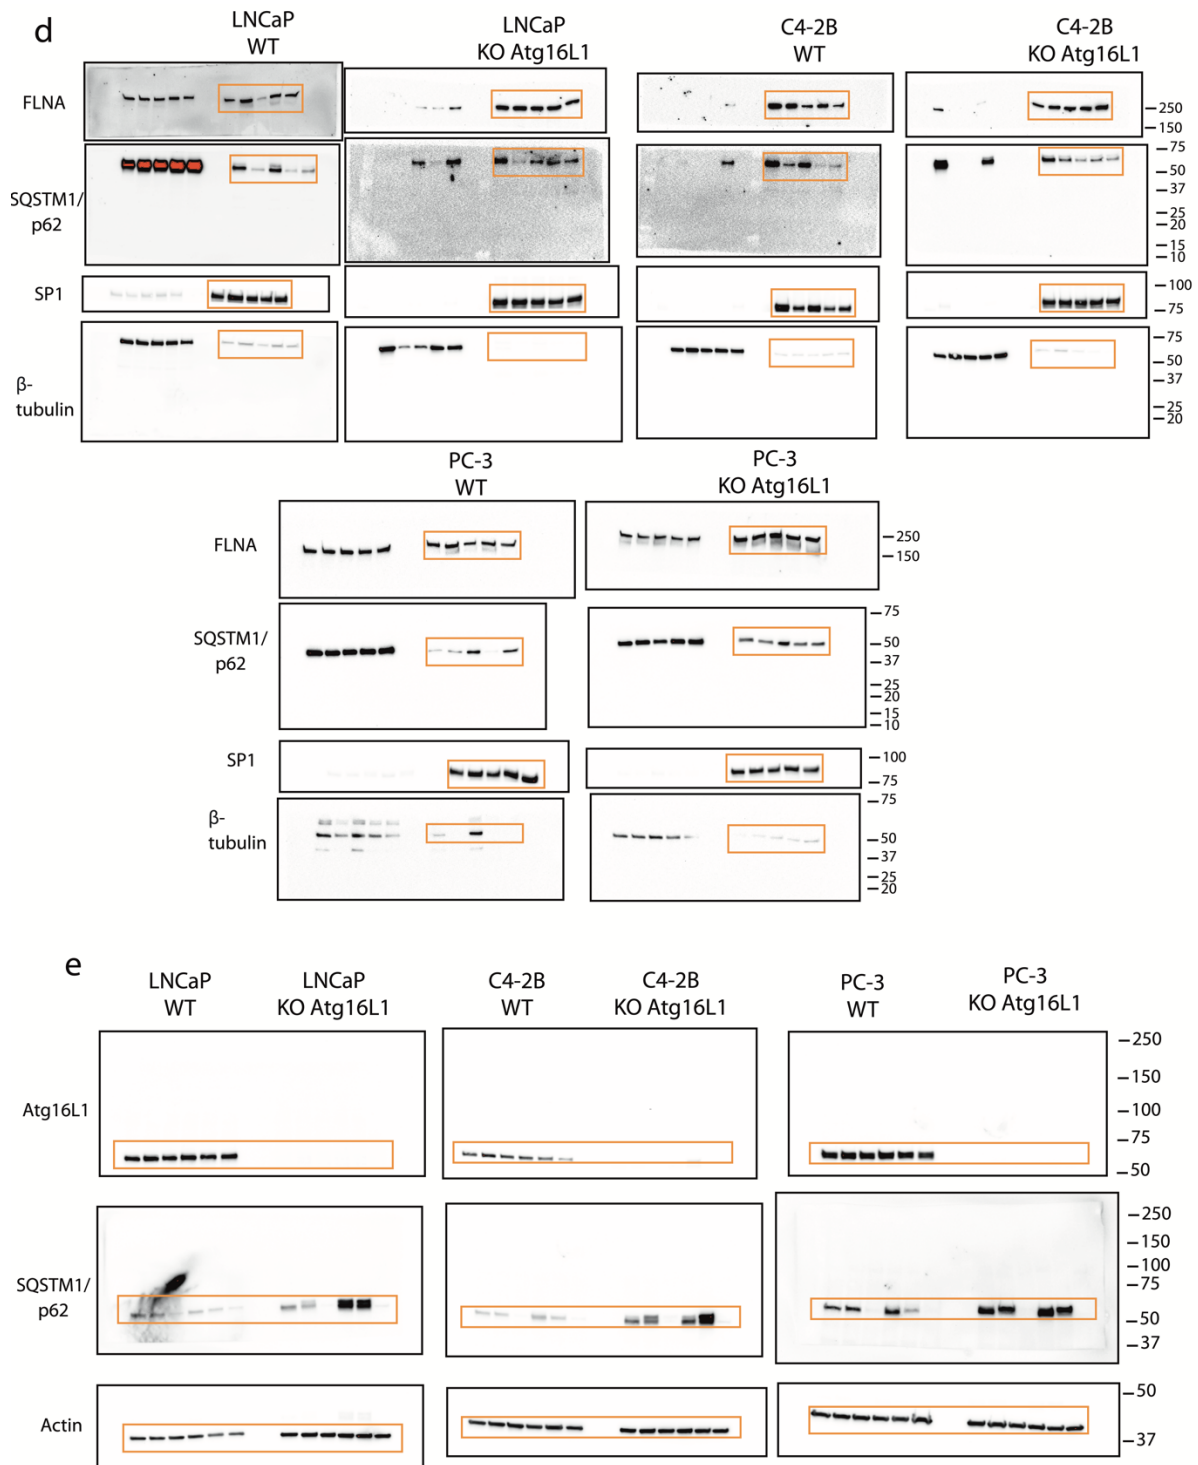 d
LNCaP
WT
LNCaP
KO Atg16L1
C4-2B
WT
C4-2B
KO Atg16L1
FLNA
250
150
SQSTM1/
p62
75
50
37
25
20
15
10
SP1
100
75
β-
tubulin
75
50
37
25
20
PC-3
WT
PC-3
KO Atg16L1
FLNA
250
150
SQSTM1/
p62
75
50
37
25
20
15
10
SP1
100
75
β-
tubulin
75
50
37
25
20
e
LNCaP
WT
LNCaP
KO Atg16L1
C4-2B
WT
C4-2B
KO Atg16L1
PC-3
WT
PC-3
KO Atg16L1
Atg16L1
250
150
100
75
50
SQSTM1/
p62
250
150
100
75
50
37
Actin
50
37